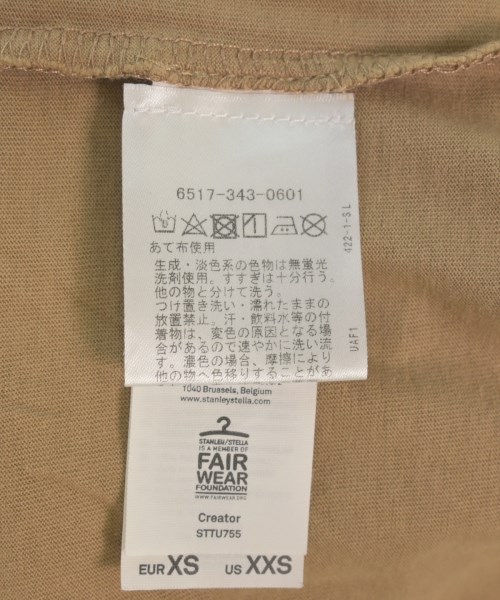 6517-343-0601
あて布使用
生成・淡色系の色物は無蛍光
洗剤使用。すすぎは十分行う。
他の物と分けて洗う。
つけ置き洗い・濡れたままの
放置禁止。汗・飲料水等の付
着物は、変色の原因となる場
合があるので速やかに洗い流
す。濃色の場合、摩擦により
他の物へ色移りすることがあ
422-1-S L
UAF1
1040 Brussels, Belgium
www.stanleystella.com
STANLEY/STELLA
IS A MEMBER OF
FAIR
WEAR
FOUNDATION
WWW.FAIRWEAR.ORG
Creator
STTU755
EUR XS US XXS